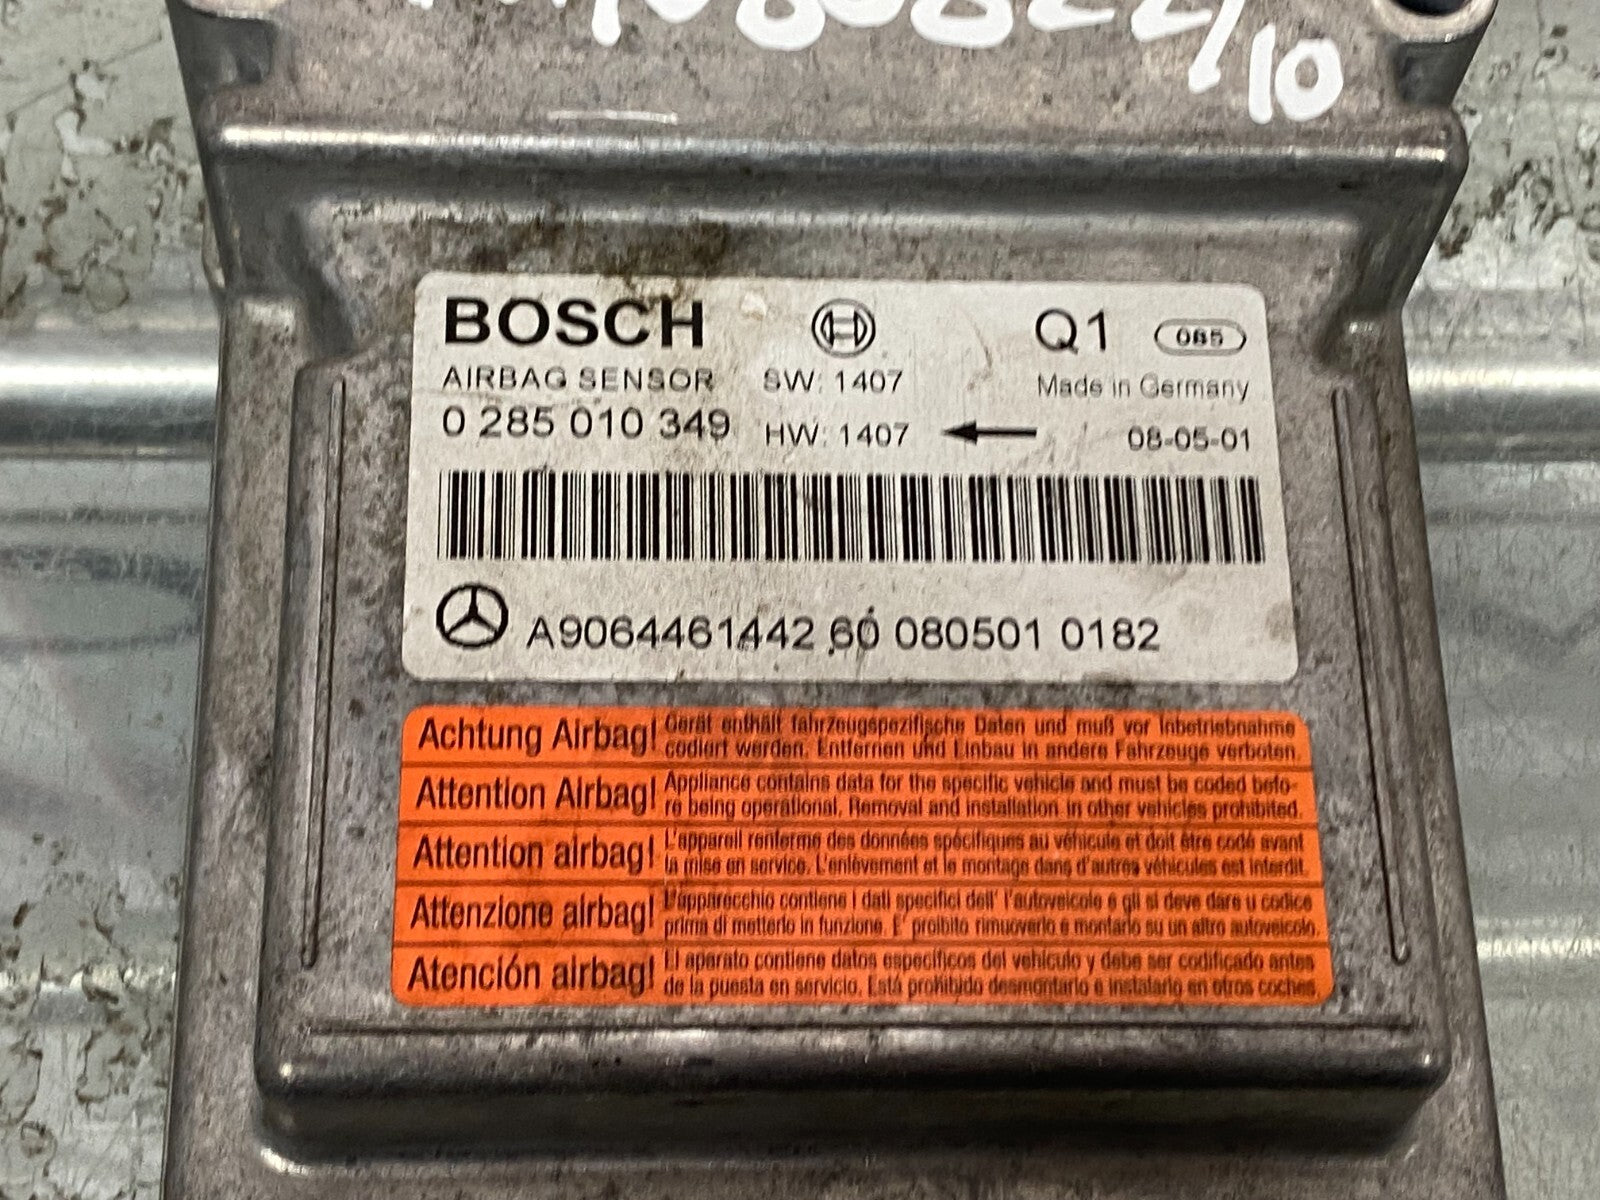 /10
BOSCH Q1 085
AIRBAG SENSOR SW: 1407 Made in Germany
0 285 010 349 HW: 1407 08-05-01
A9064461442 60 080501 0182
Achtung Airbag! Gerät enthält fahrzeugspezifische Daten und muß vor Inbetriebnahme
codiert werden. Entfernen und Einbau in andere Fahrzeuge verboten.
Attention Airbag! Appliance contains data for the specific vehicle and must be coded befo-
re being operational. Removal and installation in other vehicles prohibited.
Attention airbag! L'appareil renferme des données spécifiques au véhicule et doit être codé avant
la mise en service. L'enlèvement et le montage dans d'autres véhicules est interdit.
Attenzione airbag! L'apparecchio contiene i dati specifici dell' l'autoveicolo e gli si deve dare u codice
prima di metterlo in funzione. E' proibito rimuoverlo e montarlo su un altro autoveicolo.
Atención airbag! El aparato contiene datos específicos del vehículo y debe ser codificado antes
de la puesta en servicio. Está prohibido desmontarlo e instalarlo en otros coches.